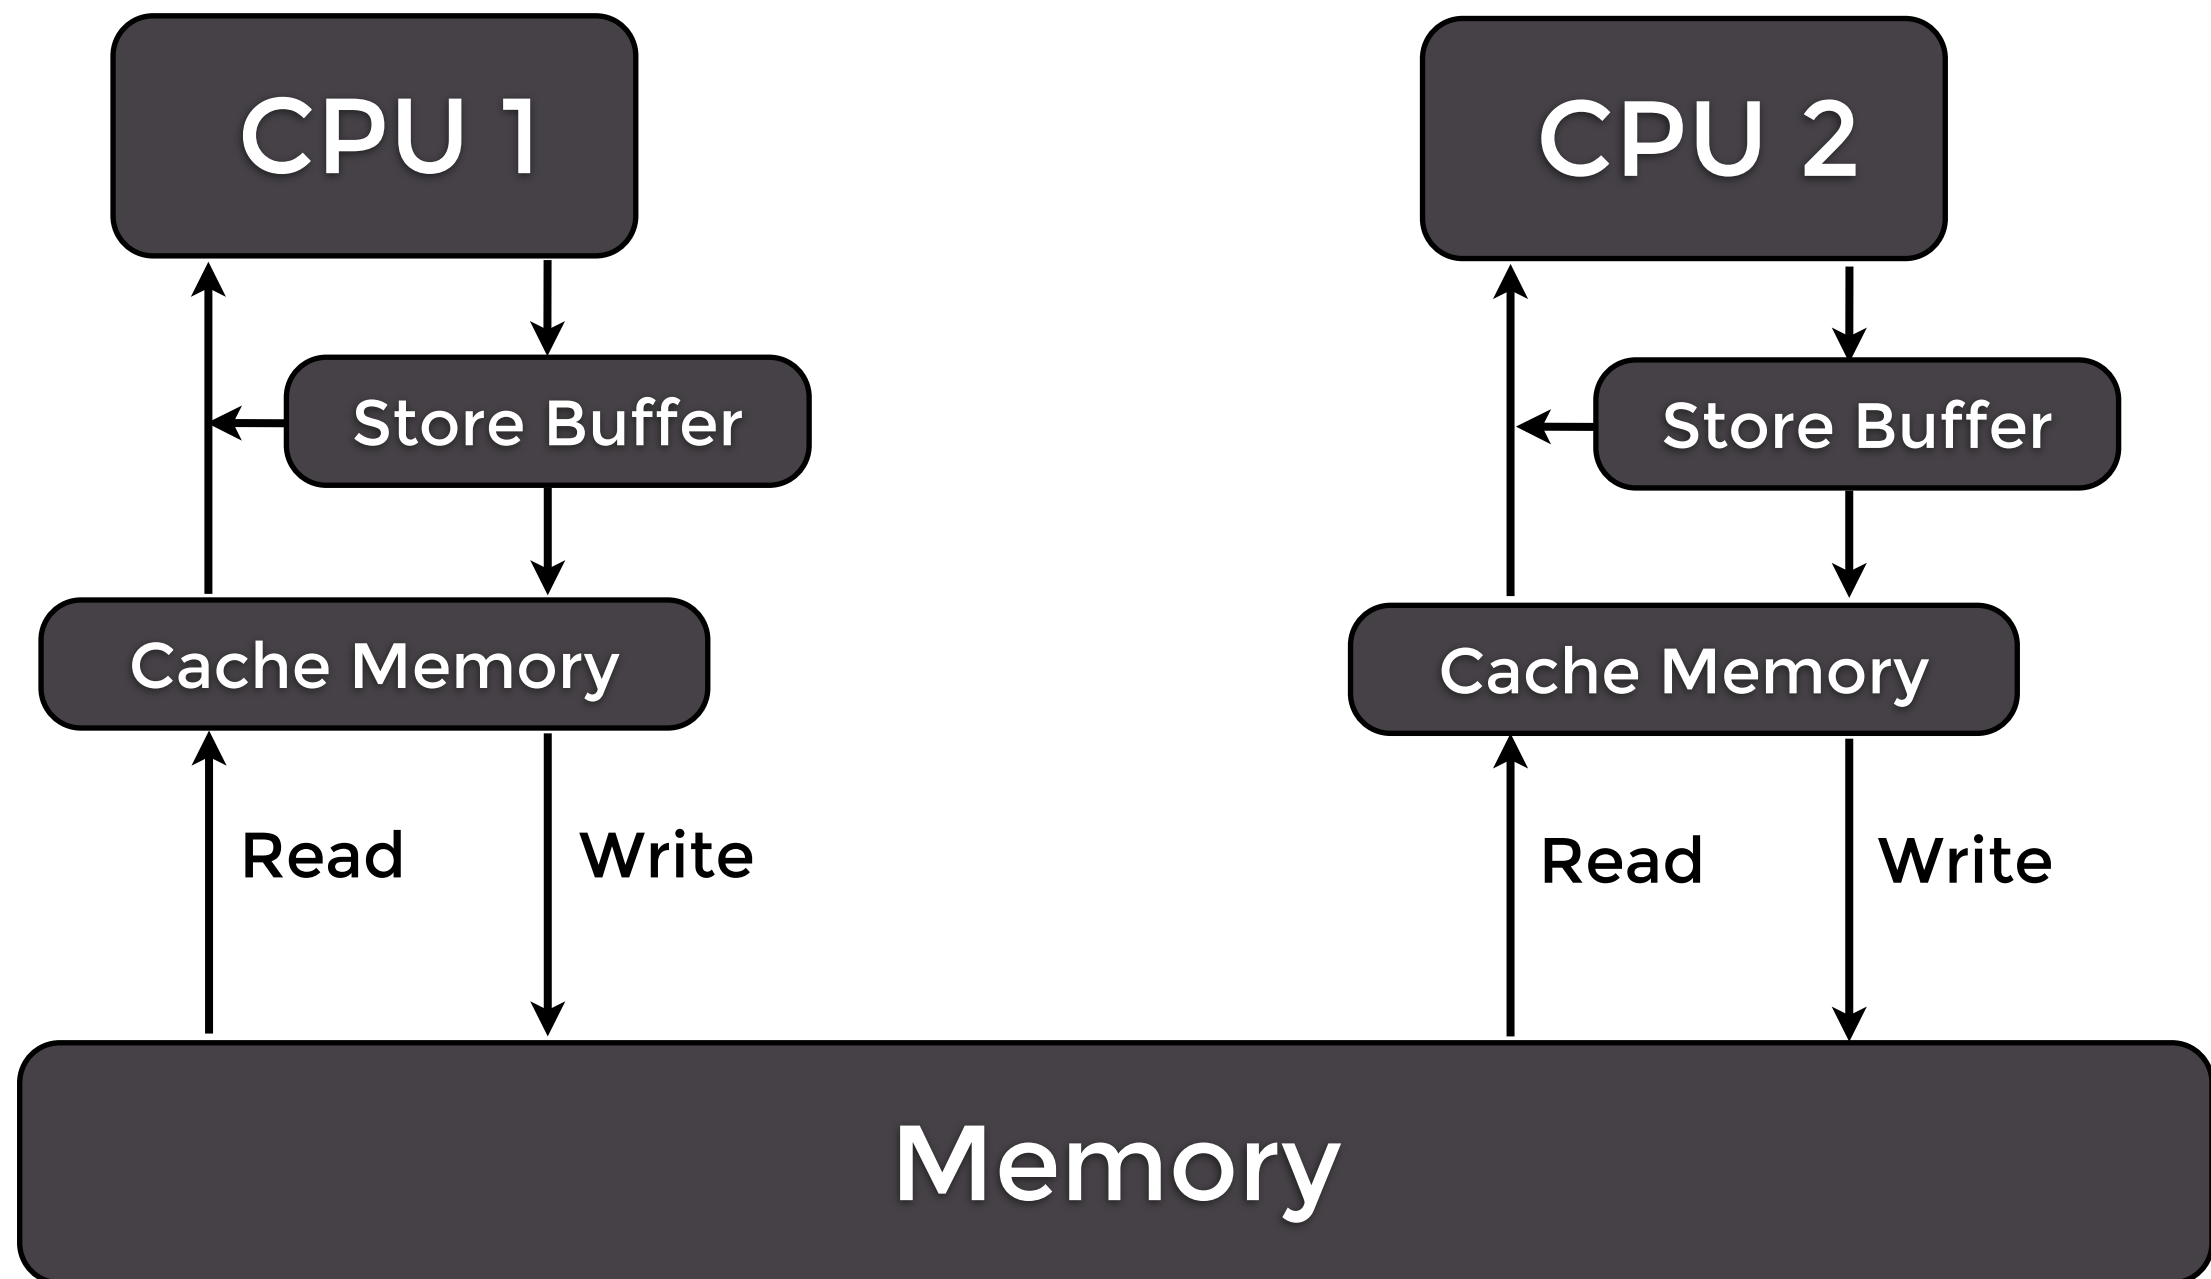 CPU 1
CPU 2
Store Buffer
Store Buffer
Cache Memory
Cache Memory
Read
Write
Read
Write
Memory